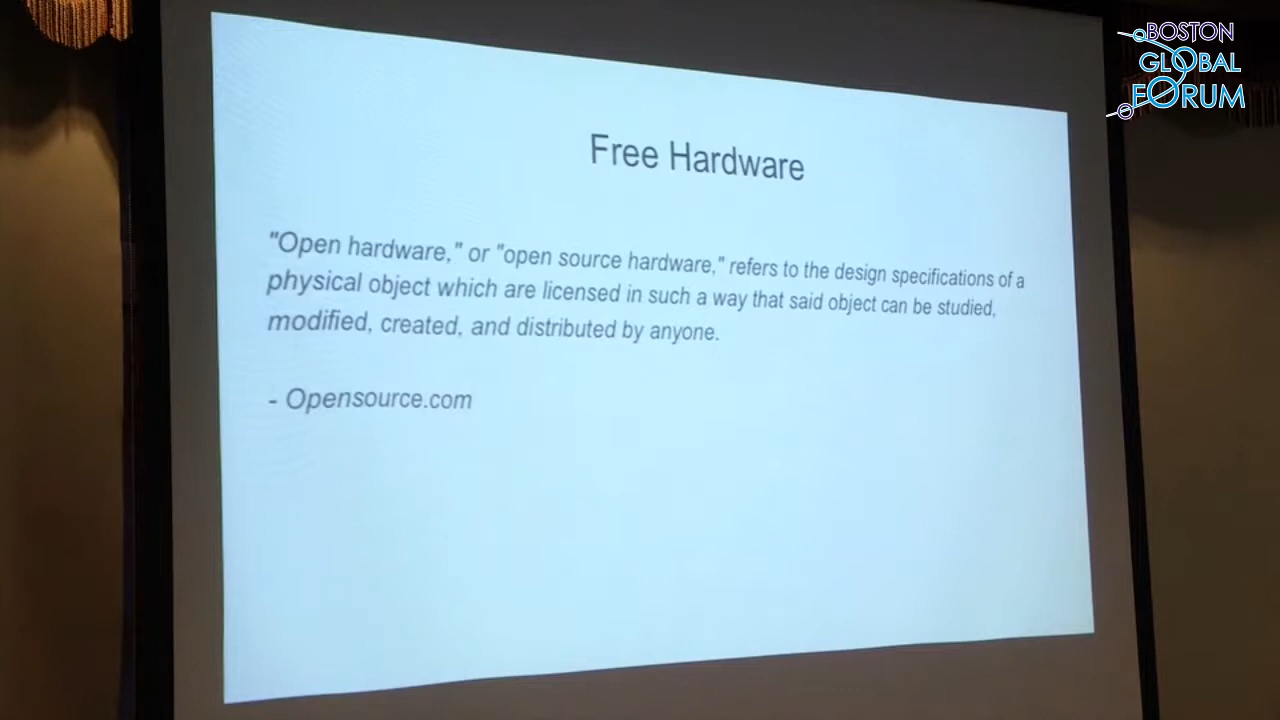 BOSTON
GLOBAL
FORUM
Free Hardware
"Open hardware," or "open source hardware," refers to the design specifications of a
physical object which are licensed in such a way that said object can be studied,
modified, created, and distributed by anyone.
- Opensource.com